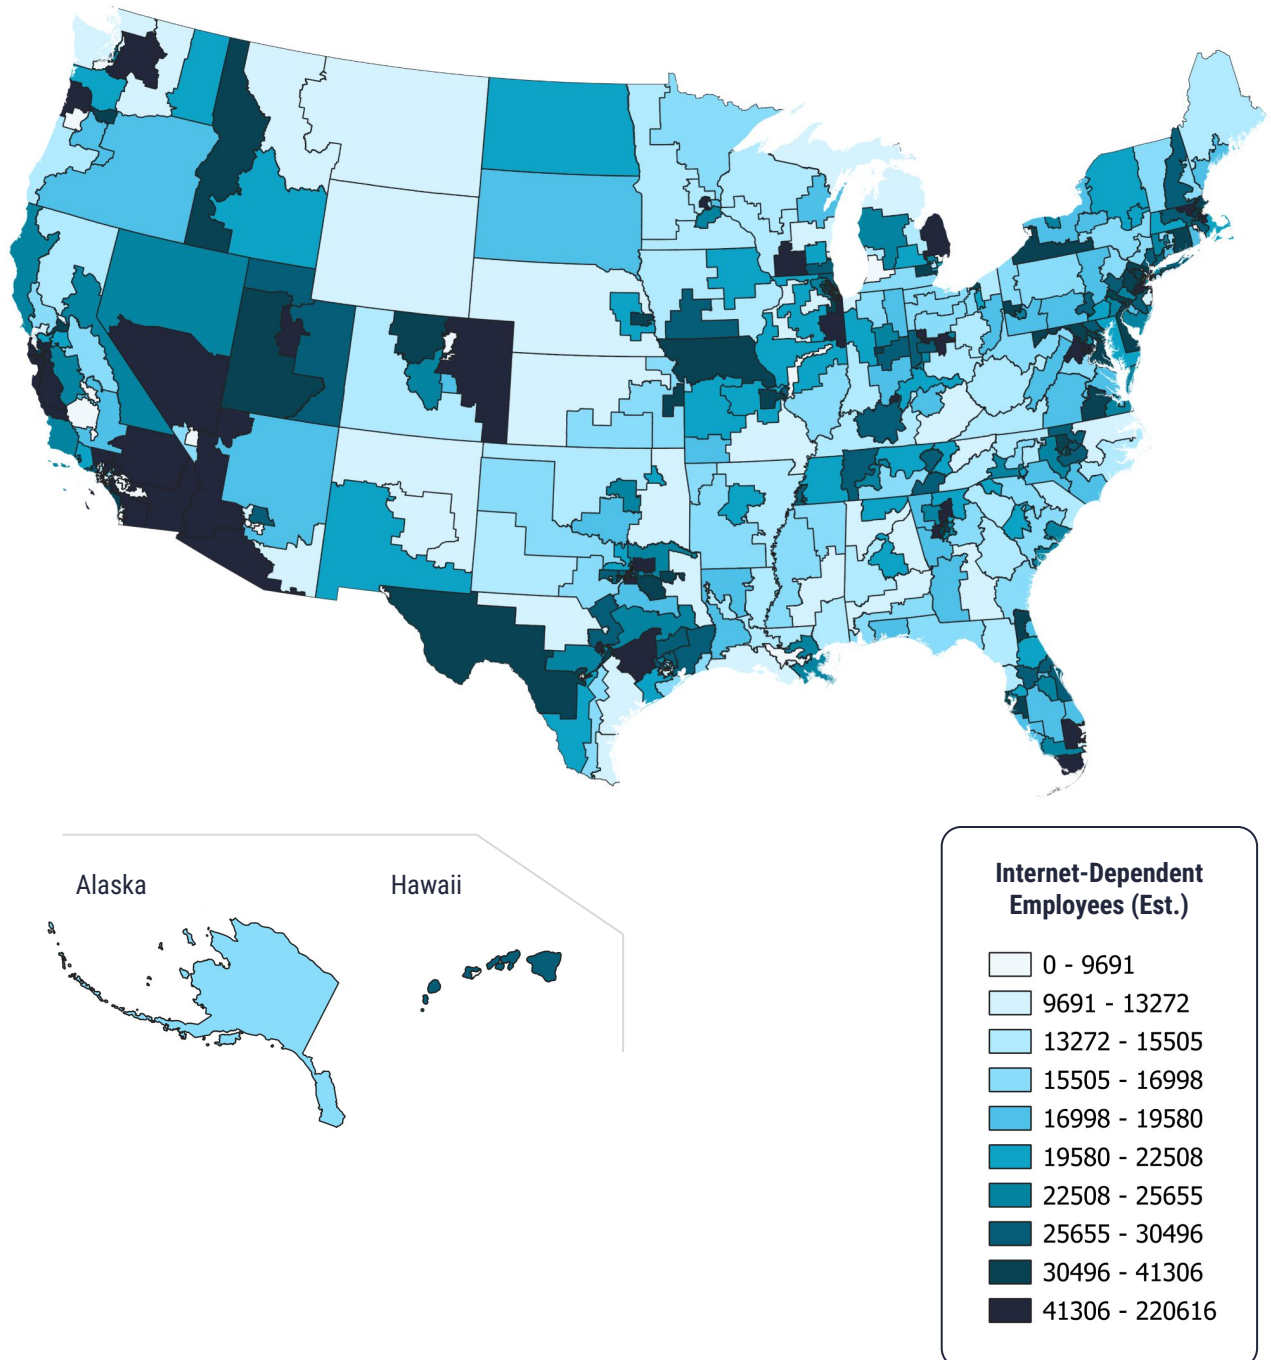 Alaska
Hawaii
Internet-Dependent
Employees (Est.)
0 - 9691
9691 - 13272
13272 - 15505
15505 - 16998
16998 - 19580
19580 - 22508
22508 - 25655
25655 - 30496
30496 - 41306
41306 - 220616